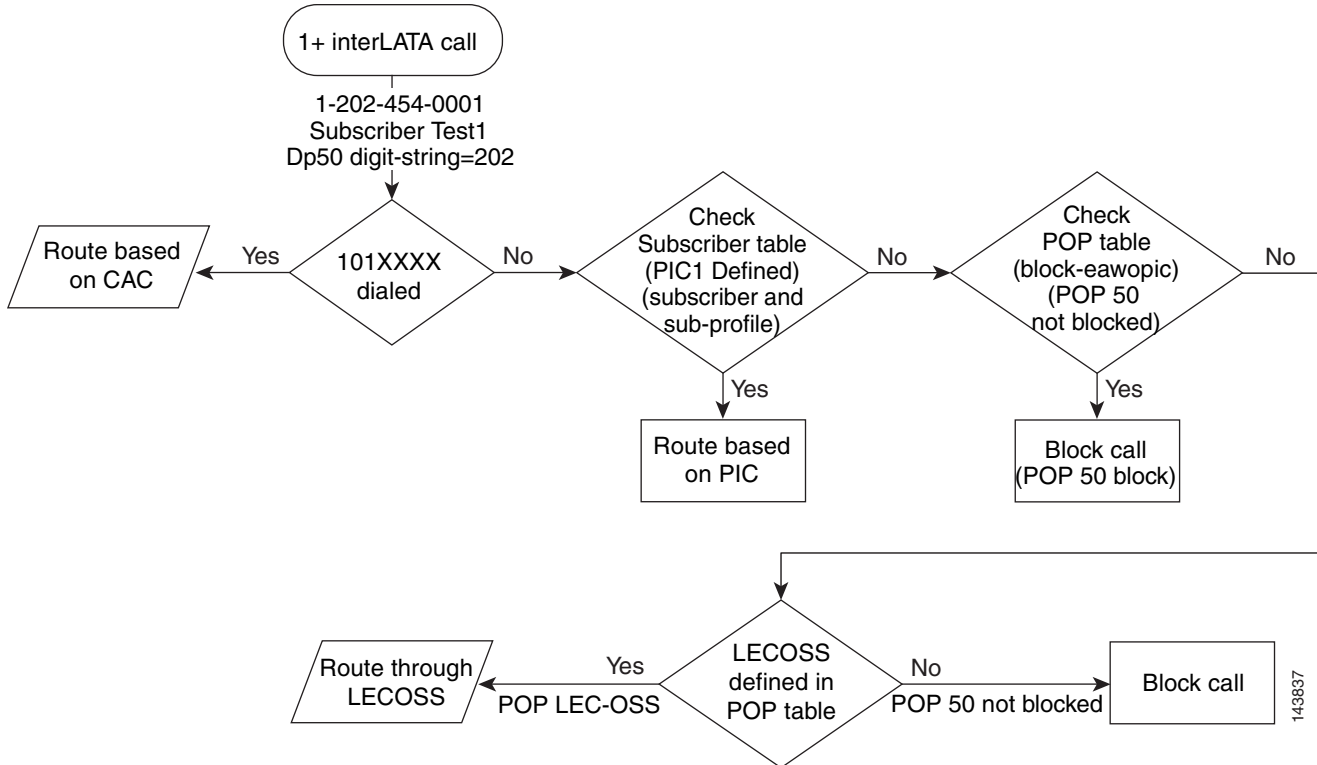 1+ interLATA call
1-202-454-0001
Subscriber Test1
Dp50 digit-string=202
Route based
on CAC
Yes
101XXXX
dialed
No
Check
Subscriber table
(PIC1 Defined)
(subscriber and
sub-profile)
No
Check
POP table
(block-eawopic)
(POP 50
not blocked)
No
Yes
Route based
on PIC
Yes
Block call
(POP 50 block)
Route through
LECOSS
Yes
POP LEC-OSS
LECOSS
defined in
POP table
No
POP 50 not blocked
Block call
143837